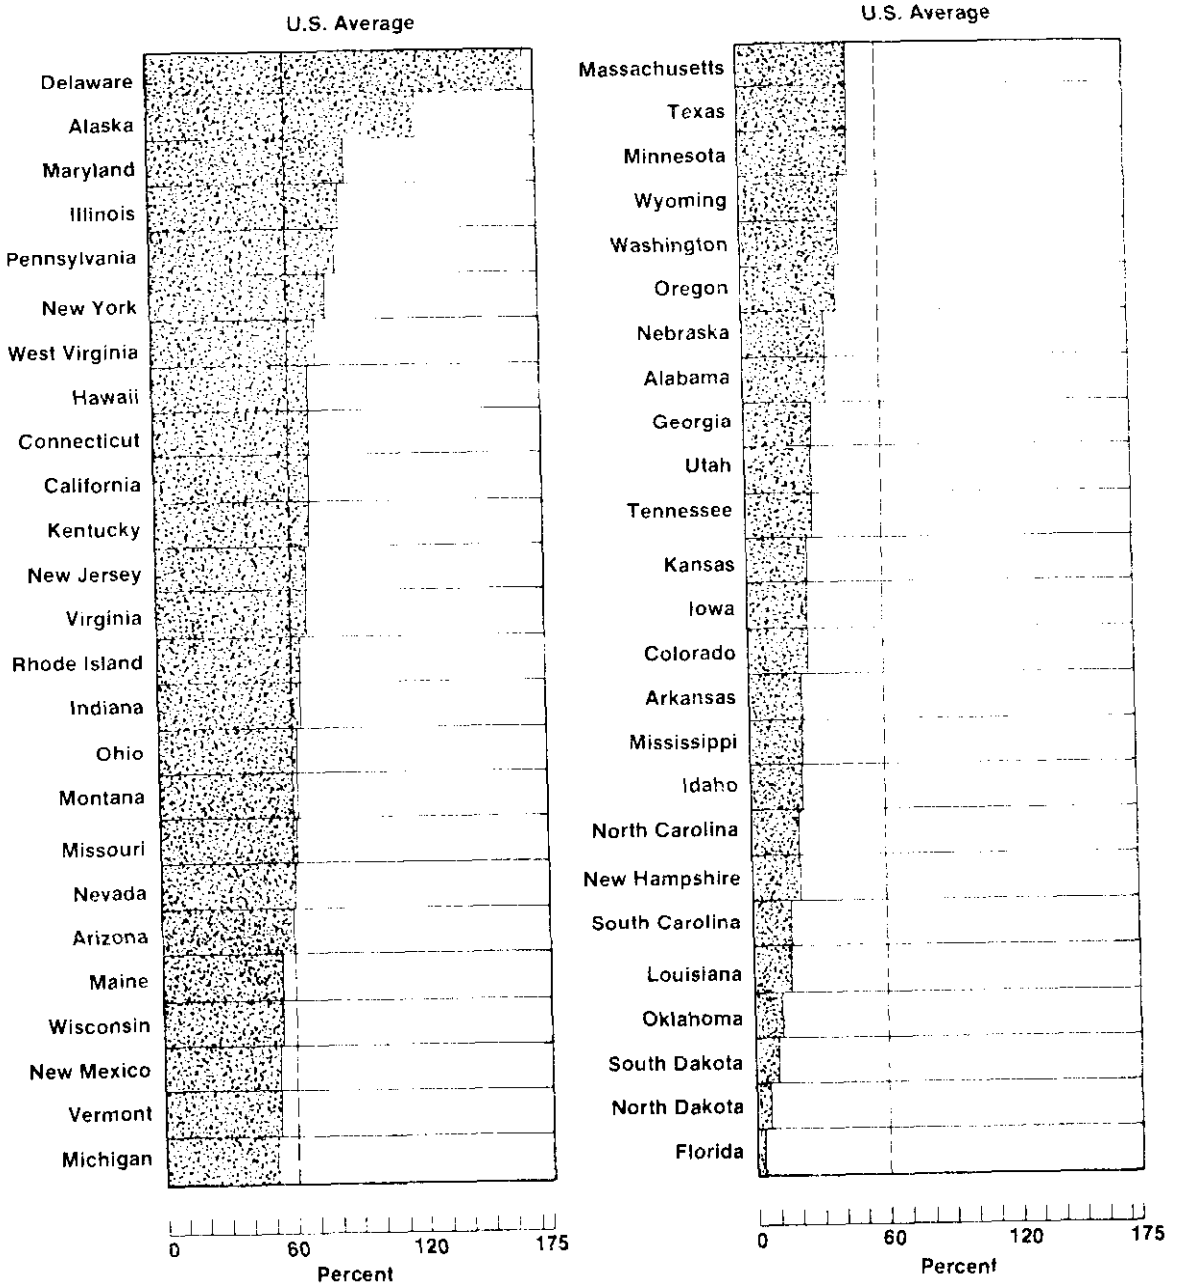 U.S. Average
Delaware
Alaska
Maryland
Illinois
Pennsylvania
New York
West Virginia
Hawaii
Connecticut
California
Kentucky
New Jersey
Virginia
Rhode Island
Indiana
Ohio
Montana
Missouri
Nevada
Arizona
Maine
Wisconsin
New Mexico
Vermont
Michigan
0 60 120 175
Percent
U.S. Average
Massachusetts
Texas
Minnesota
Wyoming
Washington
Oregon
Nebraska
Alabama
Georgia
Utah
Tennessee
Kansas
Iowa
Colorado
Arkansas
Mississippi
Idaho
North Carolina
New Hampshire
South Carolina
Louisiana
Oklahoma
South Dakota
North Dakota
Florida
0 60 120 175
Percent